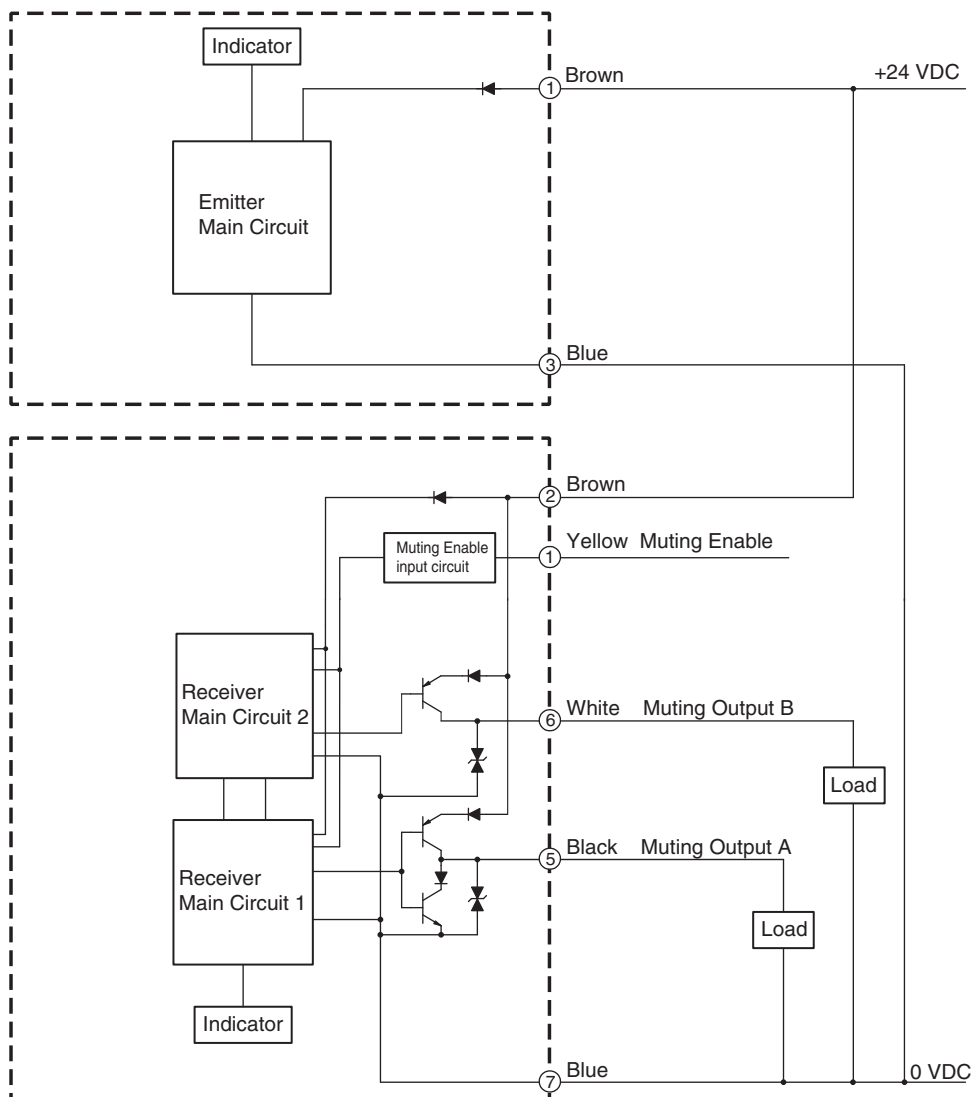 Indicator
1 Brown
+24 VDC
Emitter
Main Circuit
3 Blue
2 Brown
Muting Enable
input circuit
1 Yellow Muting Enable
Receiver
Main Circuit 2
6 White Muting Output B
Load
5 Black Muting Output A
Receiver
Main Circuit 1
Load
Indicator
7 Blue
0 VDC